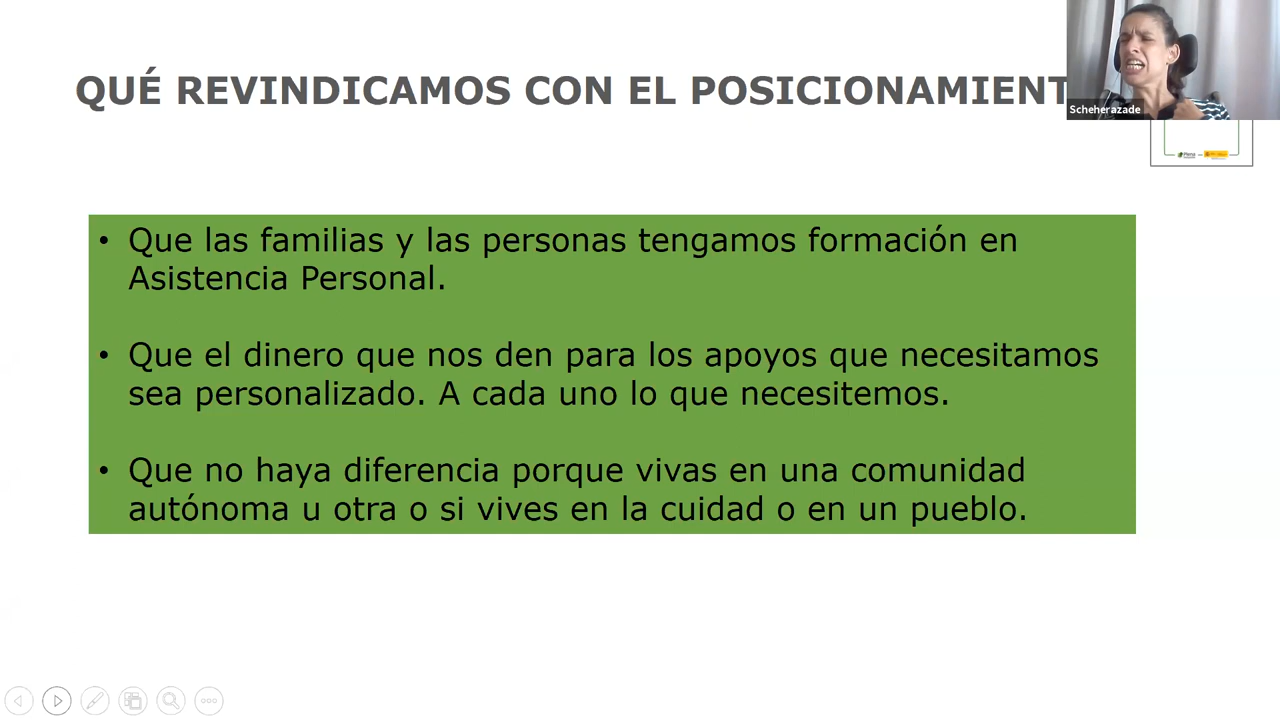 QUÉ REVINDICAMOS CON EL POSICIONAMIENT
Scheherazade
Plena
• Que las familias y las personas tengamos formación en
Asistencia Personal.
• Que el dinero que nos den para los apoyos que necesitamos
sea personalizado. A cada uno lo que necesitemos.
• Que no haya diferencia porque vivas en una comunidad
autónoma u otra o si vives en la cuidad o en un pueblo.